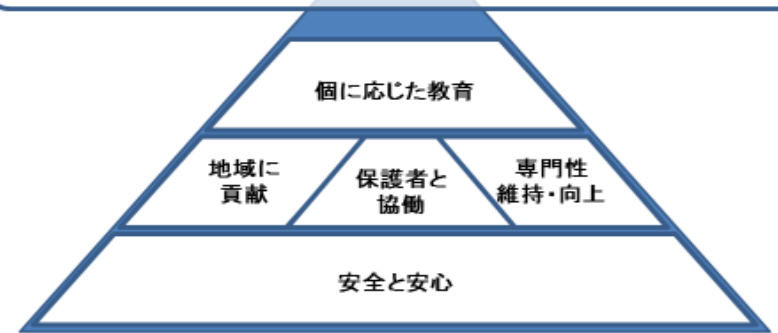 個に応じた教育
地域に
貢献
保護者と
協働
専門性
維持・向上
安全と安心